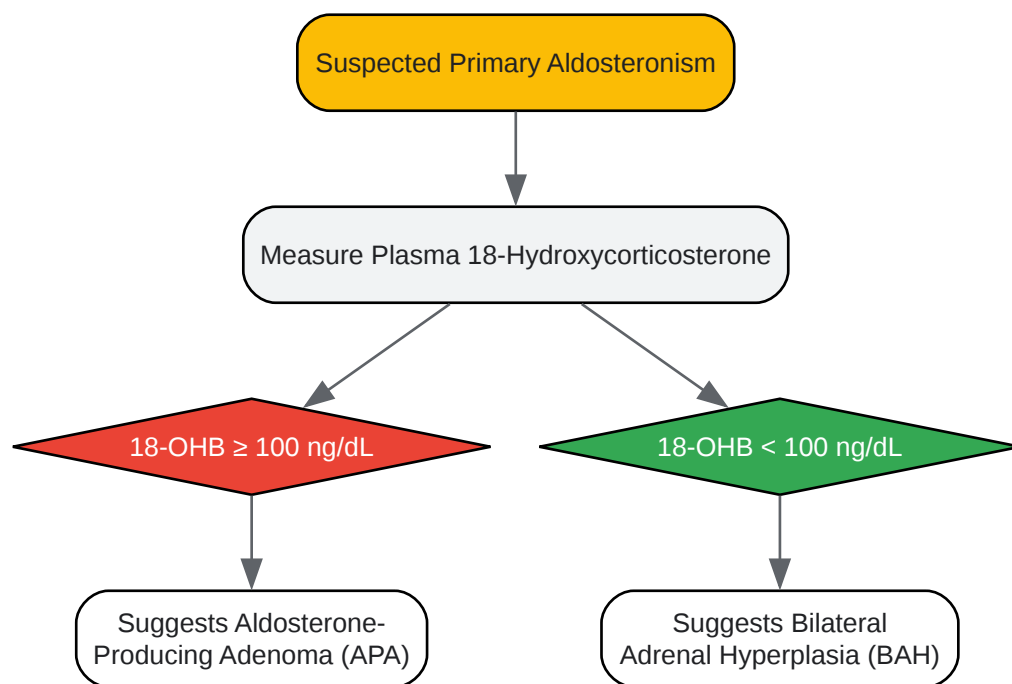 Suspected Primary Aldosteronism
Measure Plasma 18-Hydroxycorticosterone
18-OHB ≥ 100 ng/dL
18-OHB < 100 ng/dL
Suggests Aldosterone-
Producing Adenoma (APA)
Suggests Bilateral
Adrenal Hyperplasia (BAH)